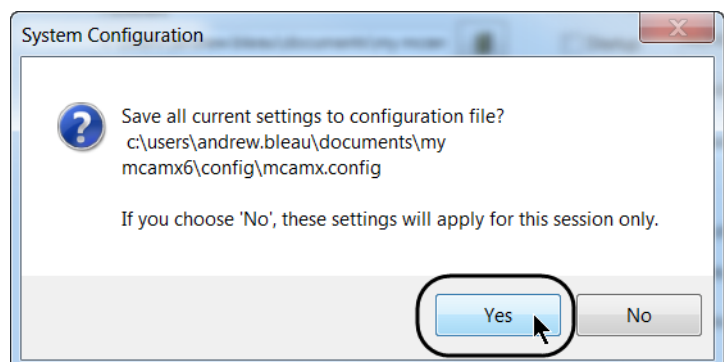 System Configuration
Save all current settings to configuration file?
c:\users\andrew.bleau\documents\my
mcamx6\config\mcamx.config
If you choose 'No', these settings will apply for this session only.
Yes
No